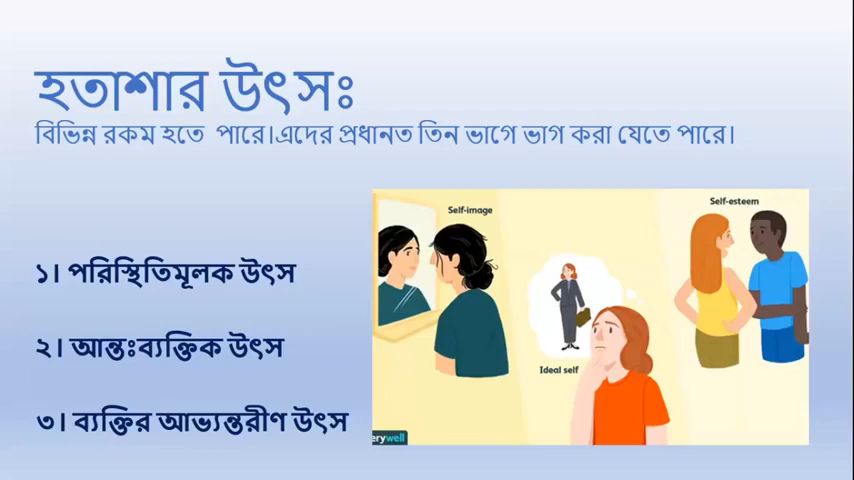 হতাশার উৎসঃ
বিভিন্ন রকম হতে পারে।এদের প্রধানত তিন ভাগে ভাগ করা যেতে পারে।
১। পরিস্থিতিমূলক উৎস
২। আন্তঃব্যক্তিক উৎস
৩। ব্যক্তির আভ্যন্তরীণ উৎস
Self-image
Self-esteem
Ideal self
erywell